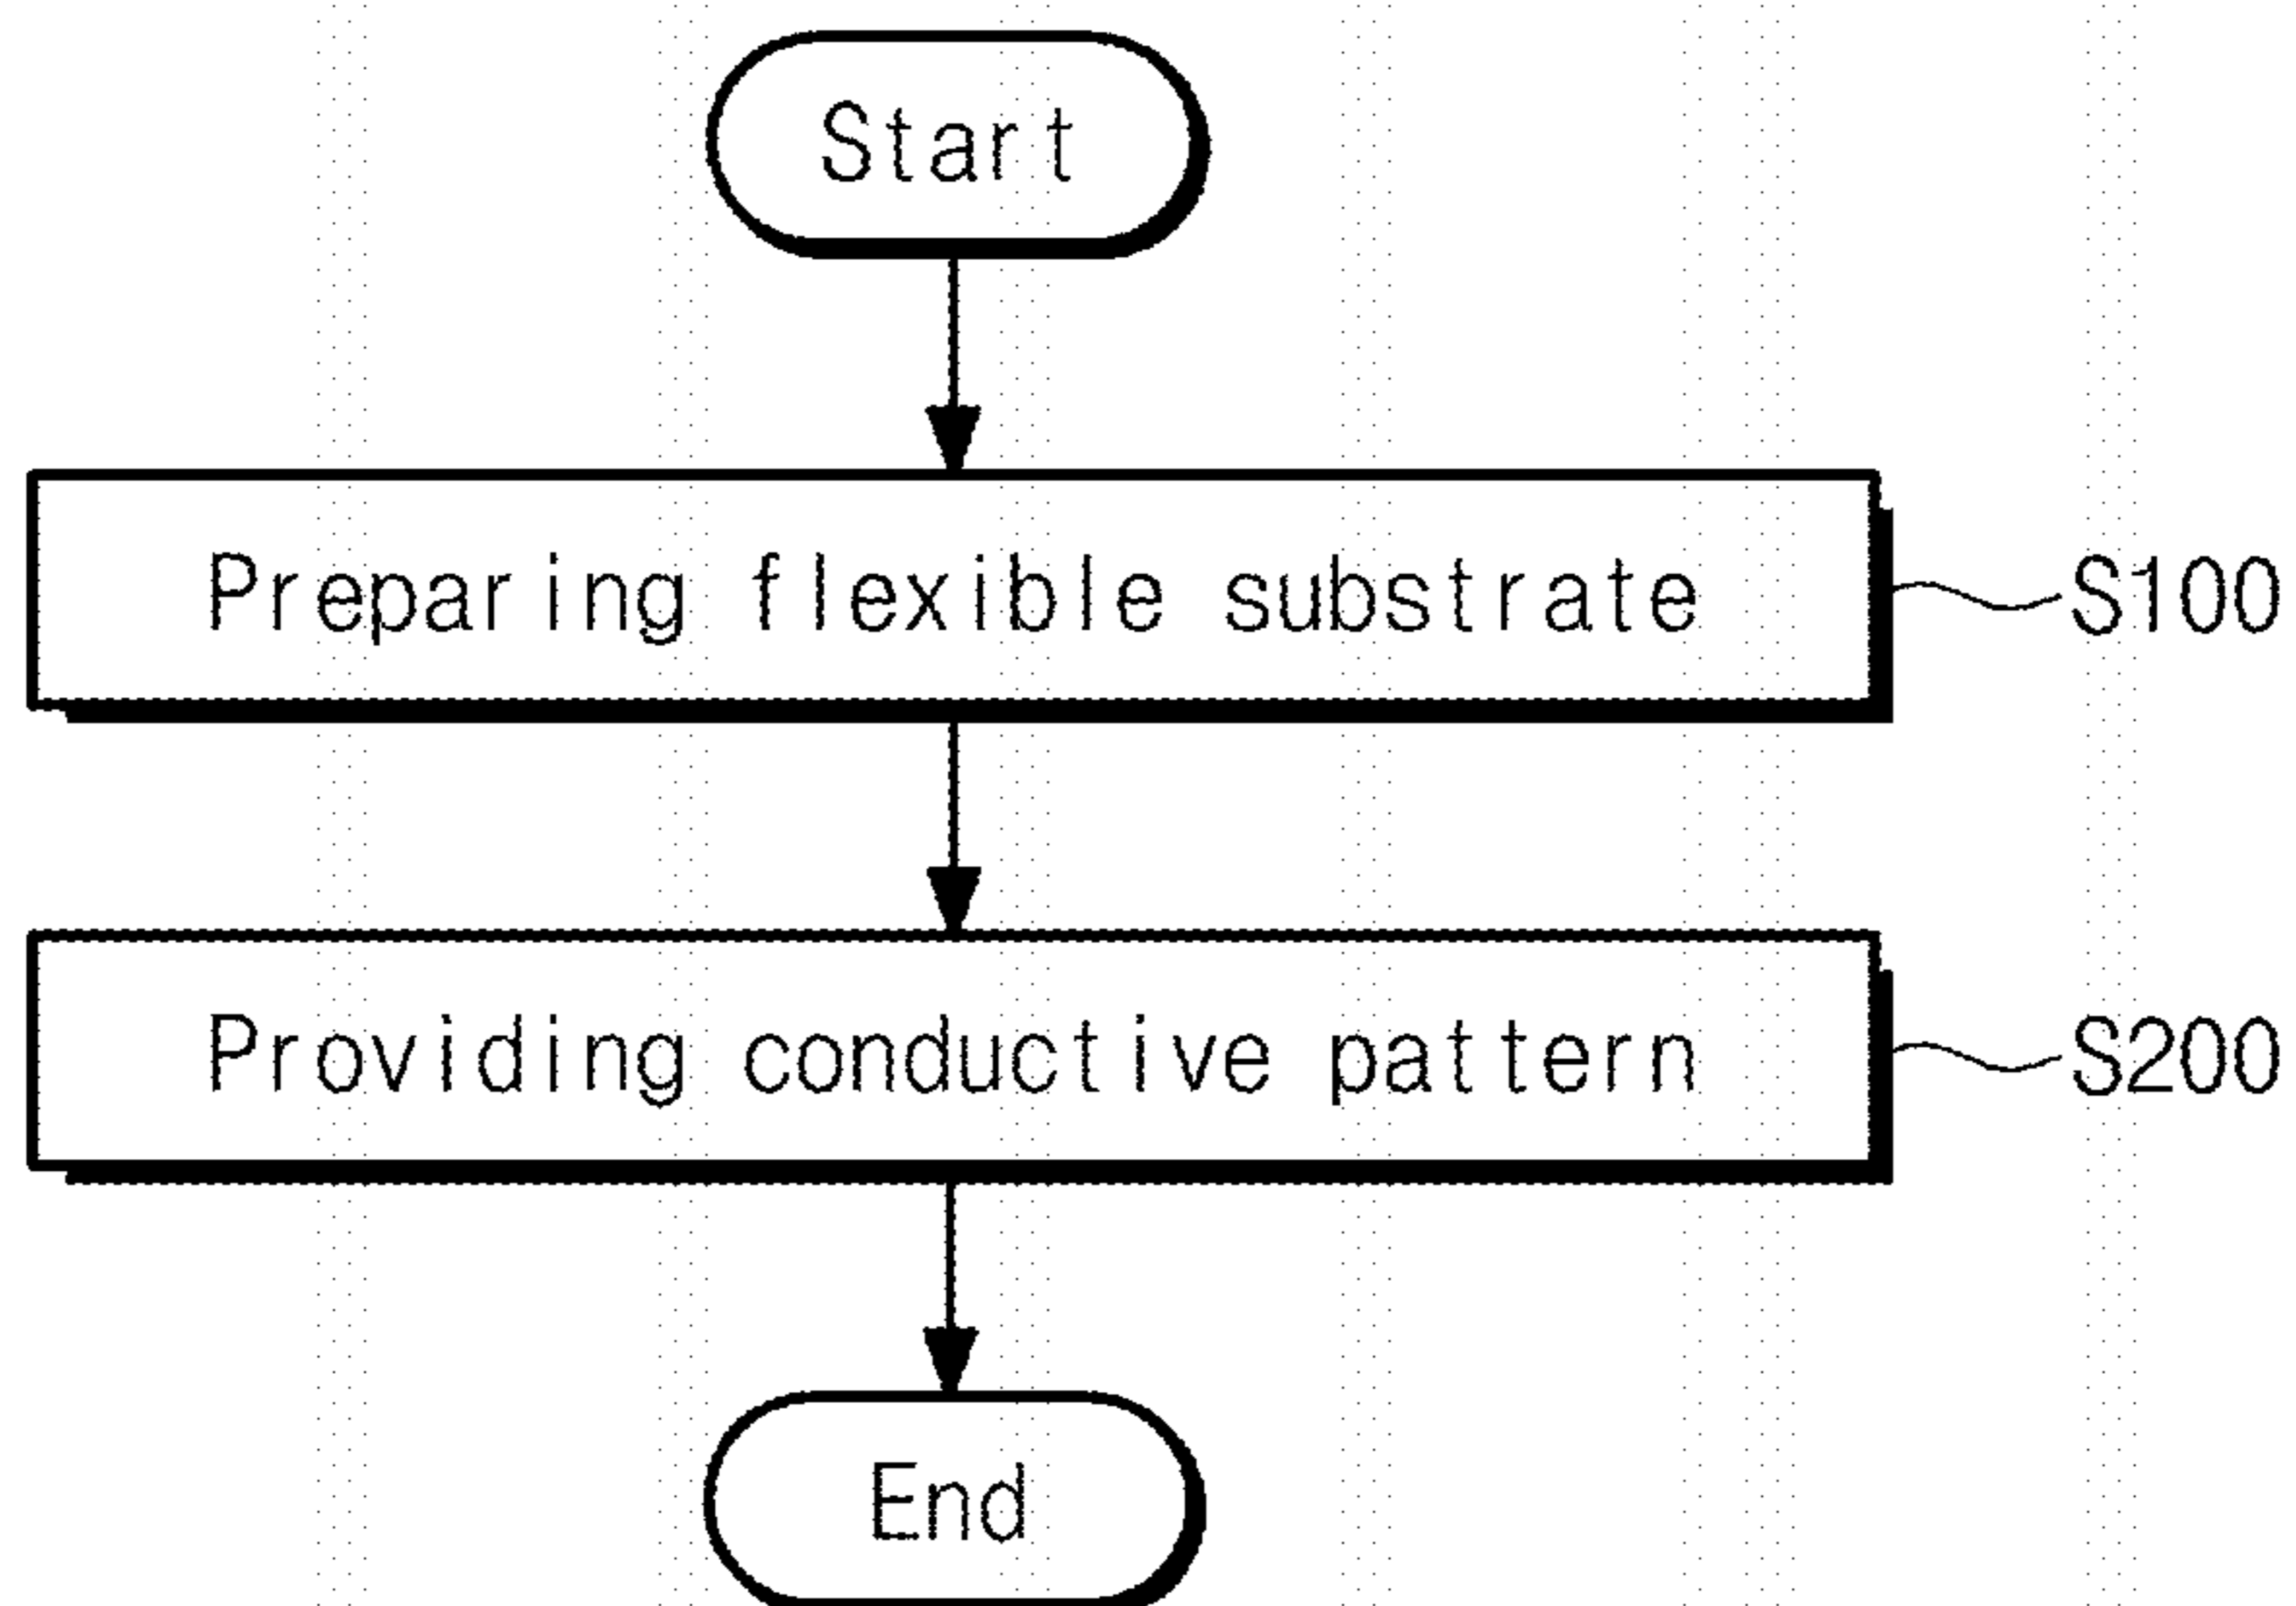 Start
Preparing flexible substrate
S100
Providing conductive pattern
S200
End